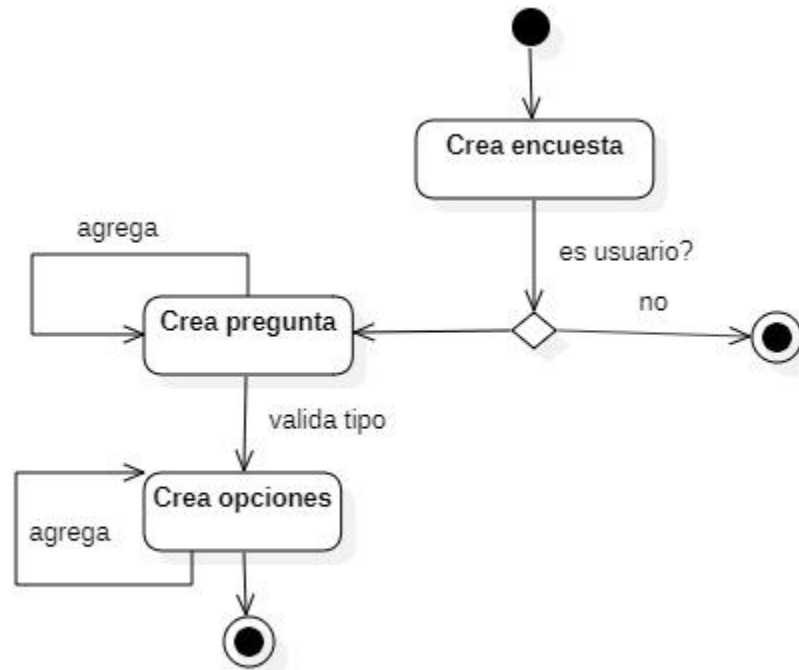 Crea encuesta
es usuario?
no
agrega
Crea pregunta
valida tipo
Crea opciones
agrega